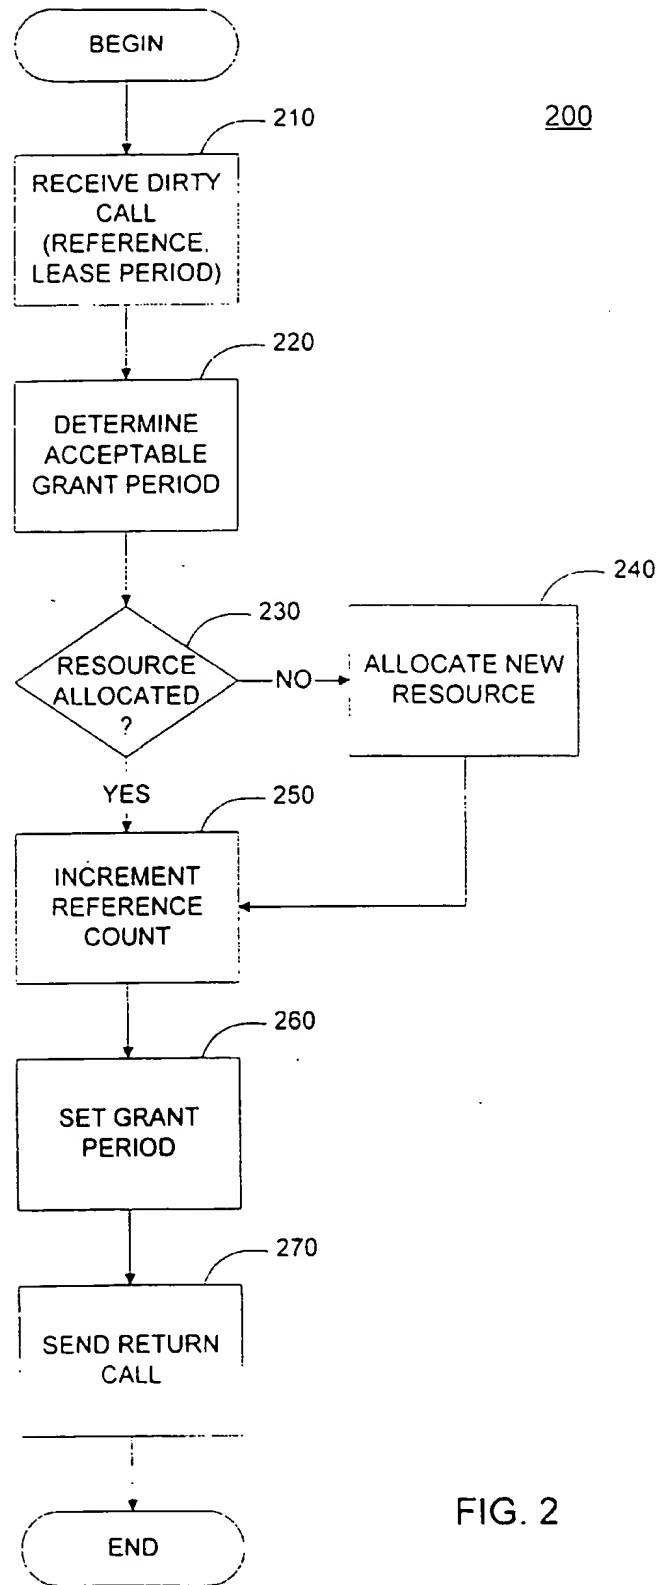 BEGIN
210
200
RECEIVE DIRTY
CALL
(REFERENCE.
LEASE PERIOD)
220
DETERMINE
ACCEPTABLE
GRANT PERIOD
240
230
RESOURCE
ALLOCATED
?
NO
ALLOCATE NEW
RESOURCE
YES
250
INCREMENT
REFERENCE
COUNT
260
SET GRANT
PERIOD
270
SEND RETURN
CALL
END
FIG. 2